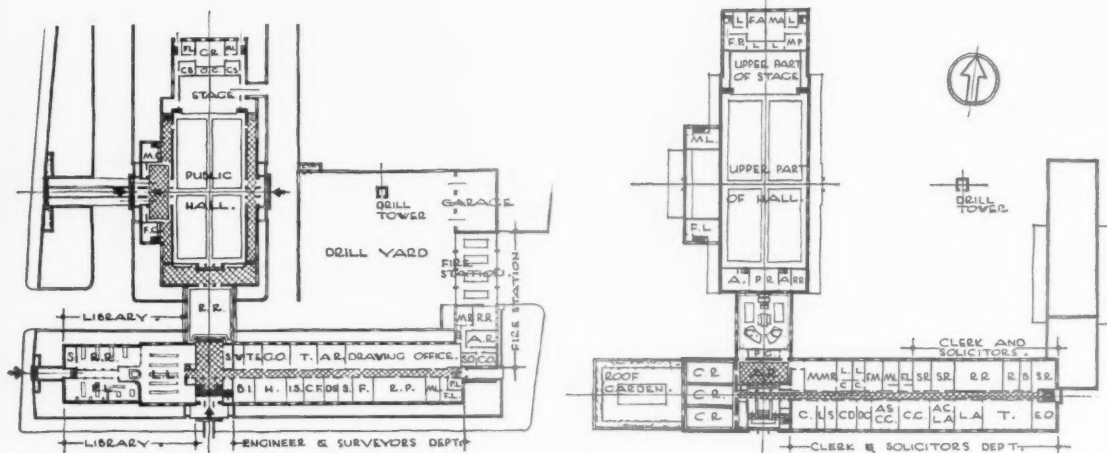 F.L. C.R. M.L.
C.B. O.C. C.S.
STAGE
M.C.
PUBLIC
HALL.
F.C.
DRILL
TOWER
GARAGE
DRILL YARD
FIRE
STATION.
FIRE STATION
R.R.
M.R. R.R.
A.R.
S.O. C.O.
LIBRARY.
S R.R. L.L. T. A.R. DRAWING OFFICE.
B.I. H. I.S. C.F. D.S. S. F. R.P. M.L. F.L.
F.L.
LIBRARY
ENGINEER & SURVEYORS DEPT.
L F.A. M.A. L
F.R. L L M.P.
UPPER PART
OF STAGE
M.L.
UPPER PART
OF HALL.
F.L.
DRILL
TOWER
A. P R A R.R.
P.G.
CLERK AND
SOLICITORS.
ROOF
GARDEN.
C R
C R.
C R
M M.R. L L F.M. M.L. F.L. S.R. S.R. R R R B S.R.
C C
C. L S C.D D.C AS C.C. C.C. A.C. L.A L.A T. E.O
CLERK & SOLICITORS DEPT.